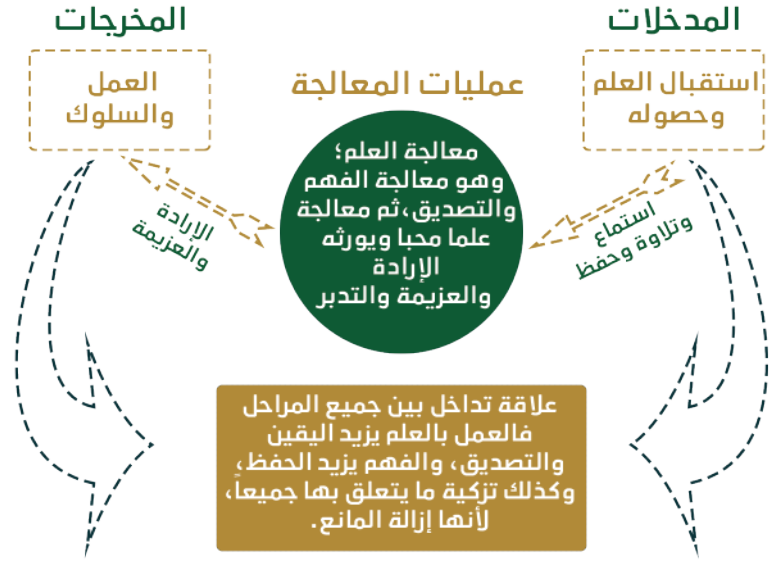 المدخلات
استقبال العلم
وحصوله
استماع
وتلاوة وحفظ
عمليات المعالجة
معالجة العلم؛
وهو معالجة الفهم
والتصديق،ثم معالجة
علما محبا ويورثه
الإرادة
والعزيمة والتدبر
المخرجات
العمل
والسلوك
الإرادة
والعزيمة
علاقة تداخل بين جميع المراحل
فالعمل بالعلم يزيد اليقين
والتصديق، والفهم يزيد الحفظ،
وكذلك تزكية ما يتعلق بها جميعاً،
لأنها إزالة المانع.